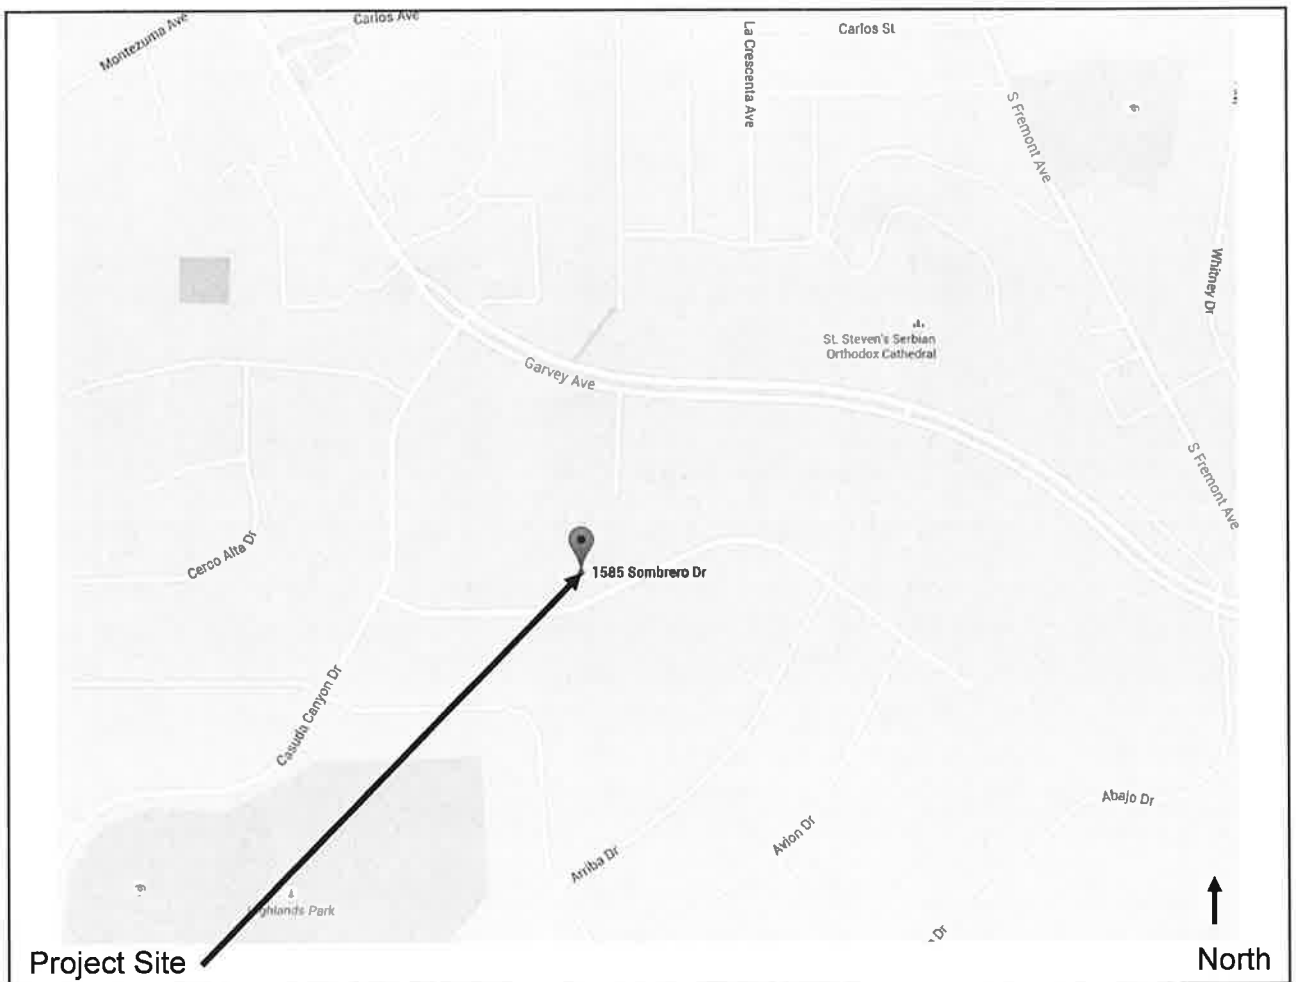 Montezuma Ave
Carlos Ave
La Crescenta Ave
Carlos St
S Fremont Ave
Whitney Dr
St. Steven's Serbian
Orthodox Cathedral
Garvey Ave
S Fremont Ave
Cerco Alta Dr
1585 Sombrero Dr
Casuda Canyon Dr
Abajo Dr
Avion Dr
Arriba Dr
Highlands Park
Dr
Project Site
North